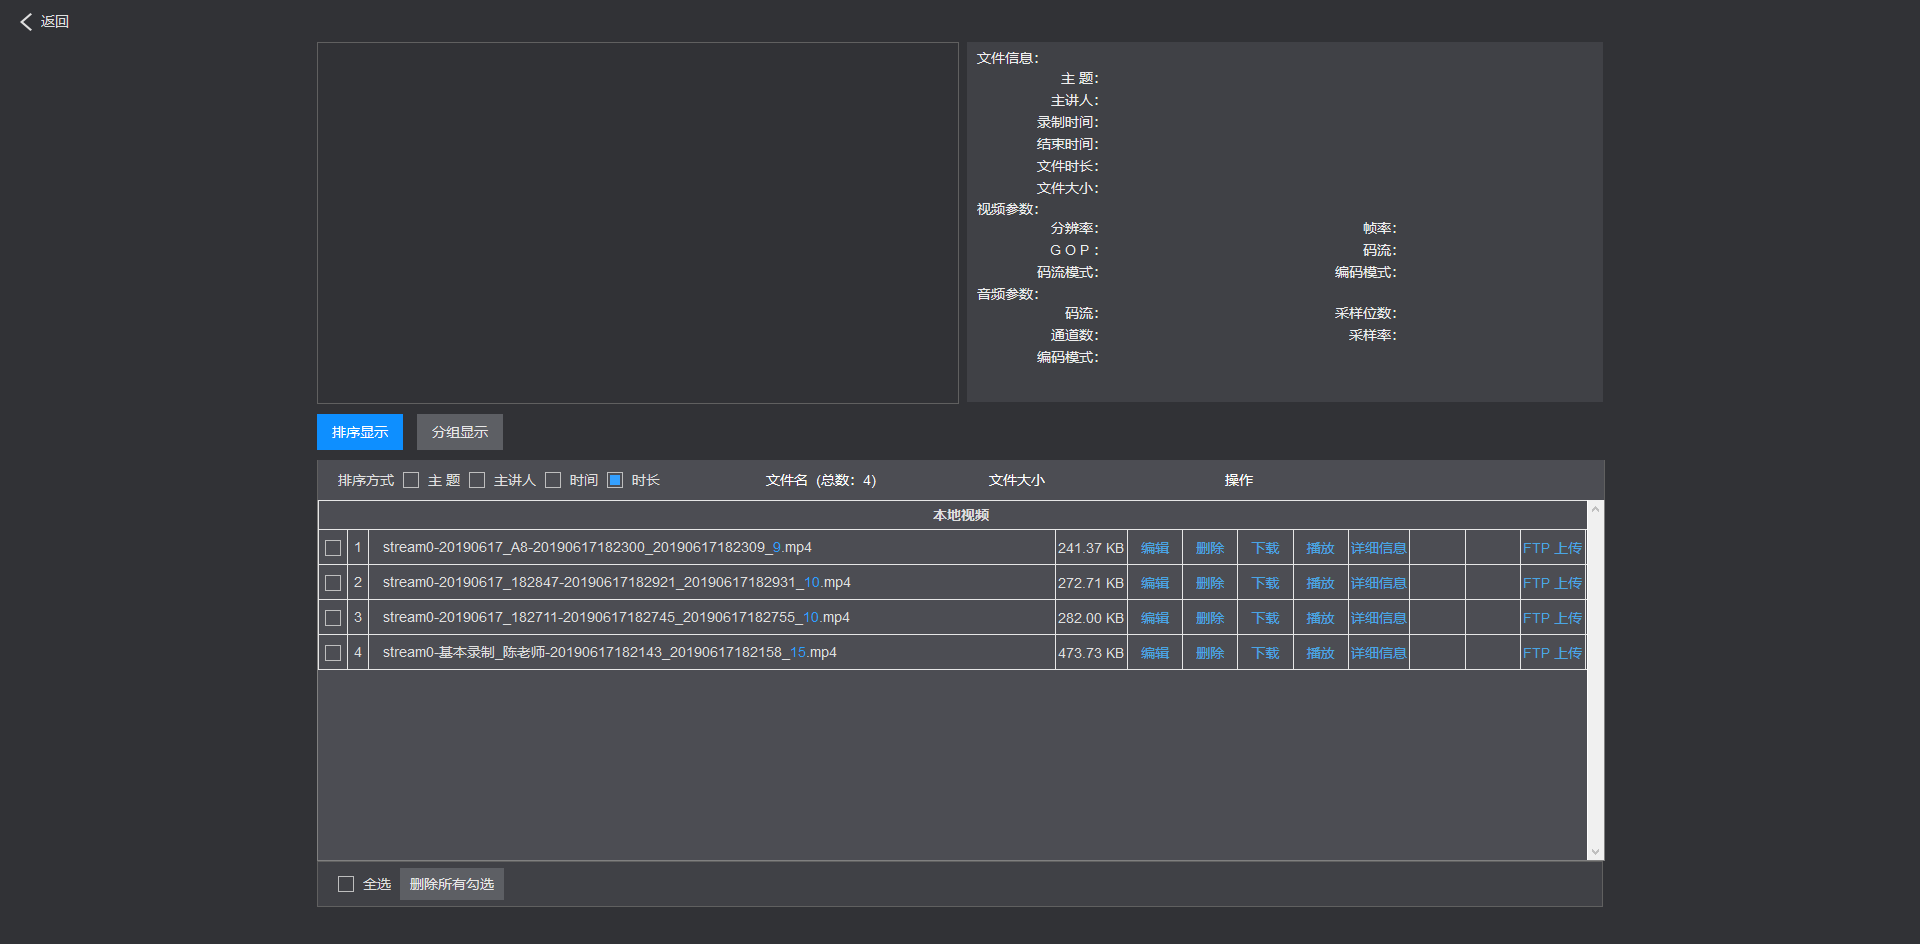 返回
文件信息：
主 题：
主讲人：
录制时间：
结束时间：
文件时长：
文件大小：
视频参数：
分辨率： 帧率：
G O P： 码流：
码流模式： 编码模式：
音频参数：
码流： 采样位数：
通道数： 采样率：
编码模式：
排序显示 分组显示
排序方式 主 题 主讲人 时间 时长 文件名 (总数：4) 文件大小 操作
本地视频
1 stream0-20190617_A8-20190617182300_20190617182309_9.mp4 241.37 KB 编辑 删除 下载 播放 详细信息 FTP 上传
2 stream0-20190617_182847-20190617182921_20190617182931_10.mp4 272.71 KB 编辑 删除 下载 播放 详细信息 FTP 上传
3 stream0-20190617_182711-20190617182745_20190617182755_10.mp4 282.00 KB 编辑 删除 下载 播放 详细信息 FTP 上传
4 stream0-基本录制_陈老师-20190617182143_20190617182158_15.mp4 473.73 KB 编辑 删除 下载 播放 详细信息 FTP 上传
全选 删除所有勾选